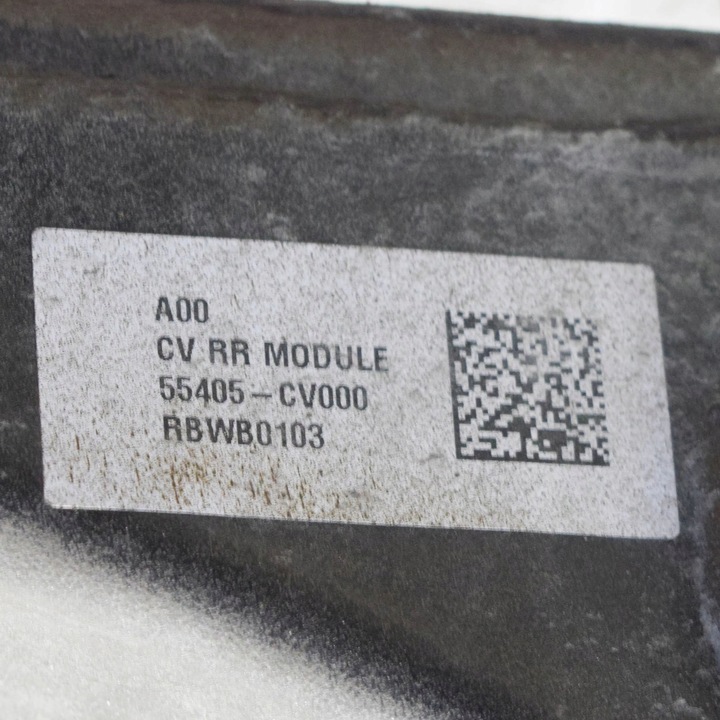 A00
CV RR MODULE
55405-CV000
RBWB0103